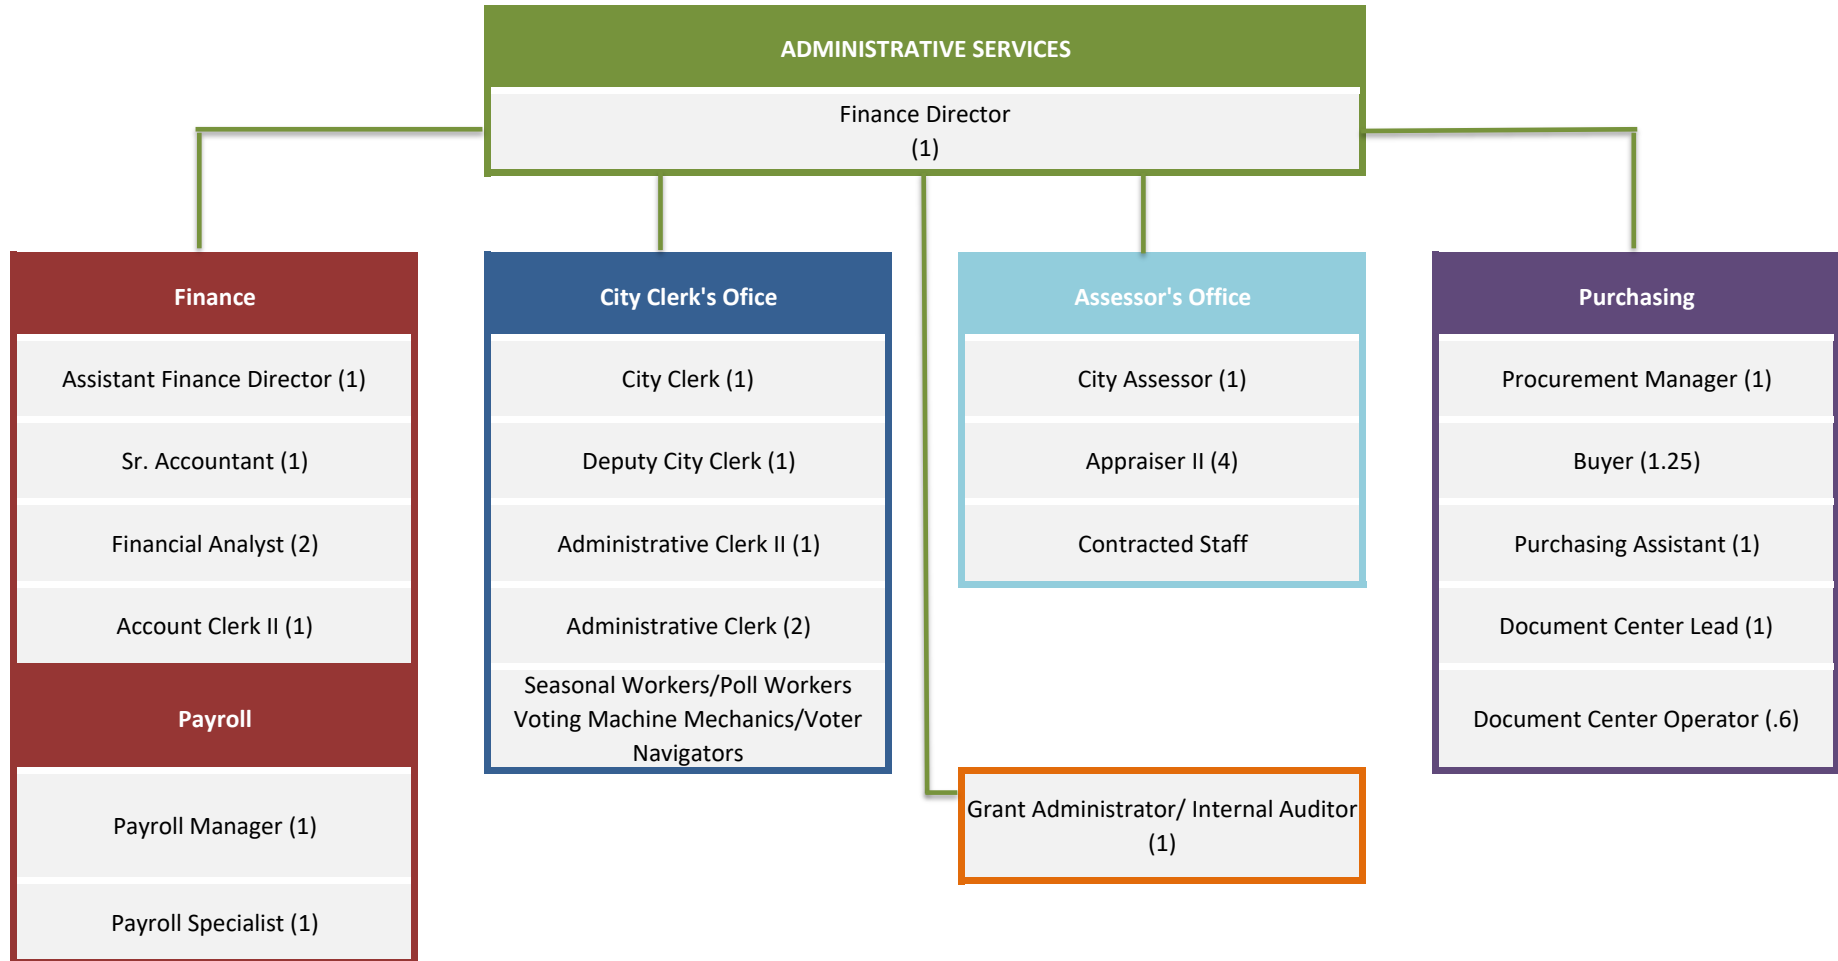 ADMINISTRATIVE SERVICES
Finance Director
(1)
Finance
Assistant Finance Director (1)
Sr. Accountant (1)
Financial Analyst (2)
Account Clerk II (1)
Payroll
Payroll Manager (1)
Payroll Specialist (1)
City Clerk's Ofice
City Clerk (1)
Deputy City Clerk (1)
Administrative Clerk II (1)
Administrative Clerk (2)
Seasonal Workers/Poll Workers
Voting Machine Mechanics/Voter
Navigators
Assessor's Office
City Assessor (1)
Appraiser II (4)
Contracted Staff
Grant Administrator/ Internal Auditor
(1)
Purchasing
Procurement Manager (1)
Buyer (1.25)
Purchasing Assistant (1)
Document Center Lead (1)
Document Center Operator (.6)